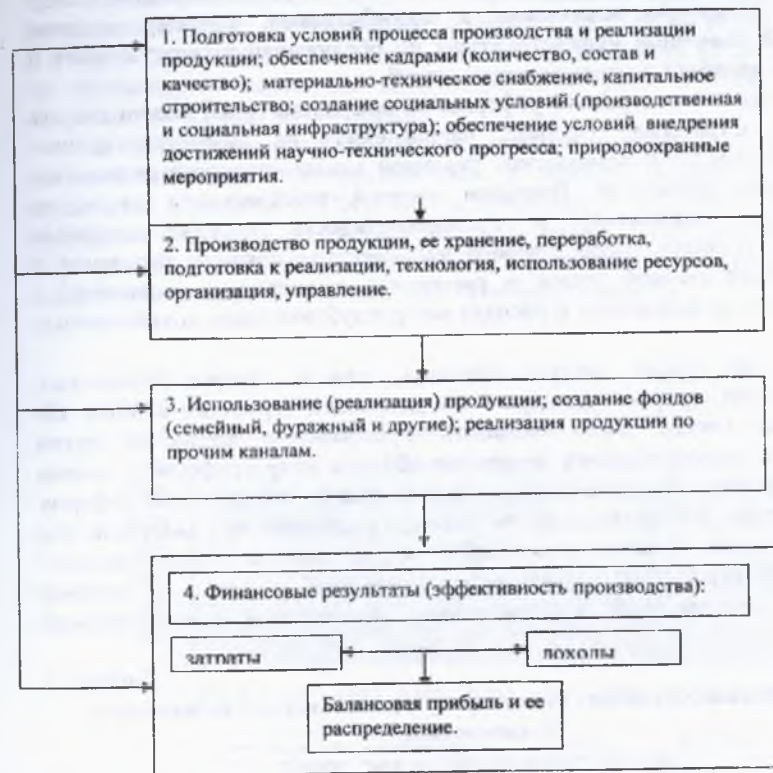 1. Подготовка условий процесса производства и реализации
продукции; обеспечение кадрами (количество, состав и
качество); материально-техническое снабжение, капитальное
строительство; создание социальных условий (производственная
и социальная инфраструктура); обеспечение условий внедрения
достижений научно-технического прогресса; природоохранные
мероприятия.
2. Производство продукции, ее хранение, переработка,
подготовка к реализации, технология, использование ресурсов,
организация, управление.
3. Использование (реализация) продукции; создание фондов
(семейный, фуражный и другие); реализация продукции по
прочим каналам.
4. Финансовые результаты (эффективность производства):
затраты
доходы
Балансовая прибыль и ее
распределение.